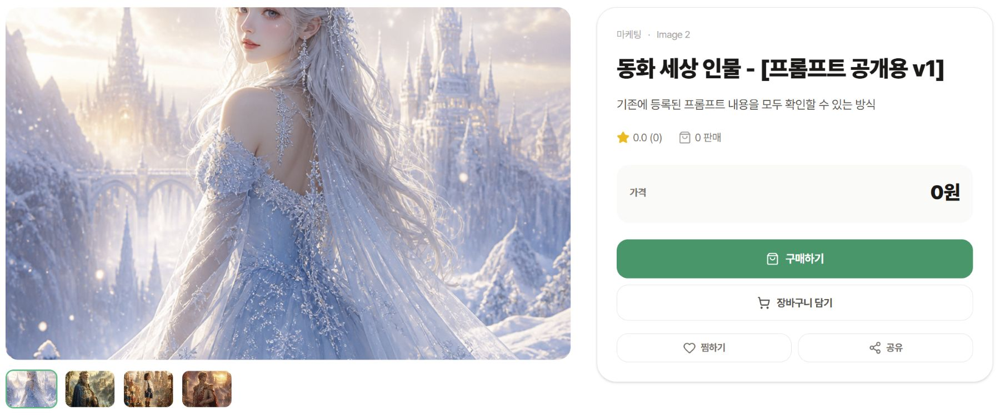 마케팅 · Image 2
동화 세상 인물 - [프롬프트 공개용 v1]
기존에 등록된 프롬프트 내용을 모두 확인할 수 있는 방식
0.0 (0) 0 판매
가격 0원
구매하기
장바구니 담기
찜하기 공유